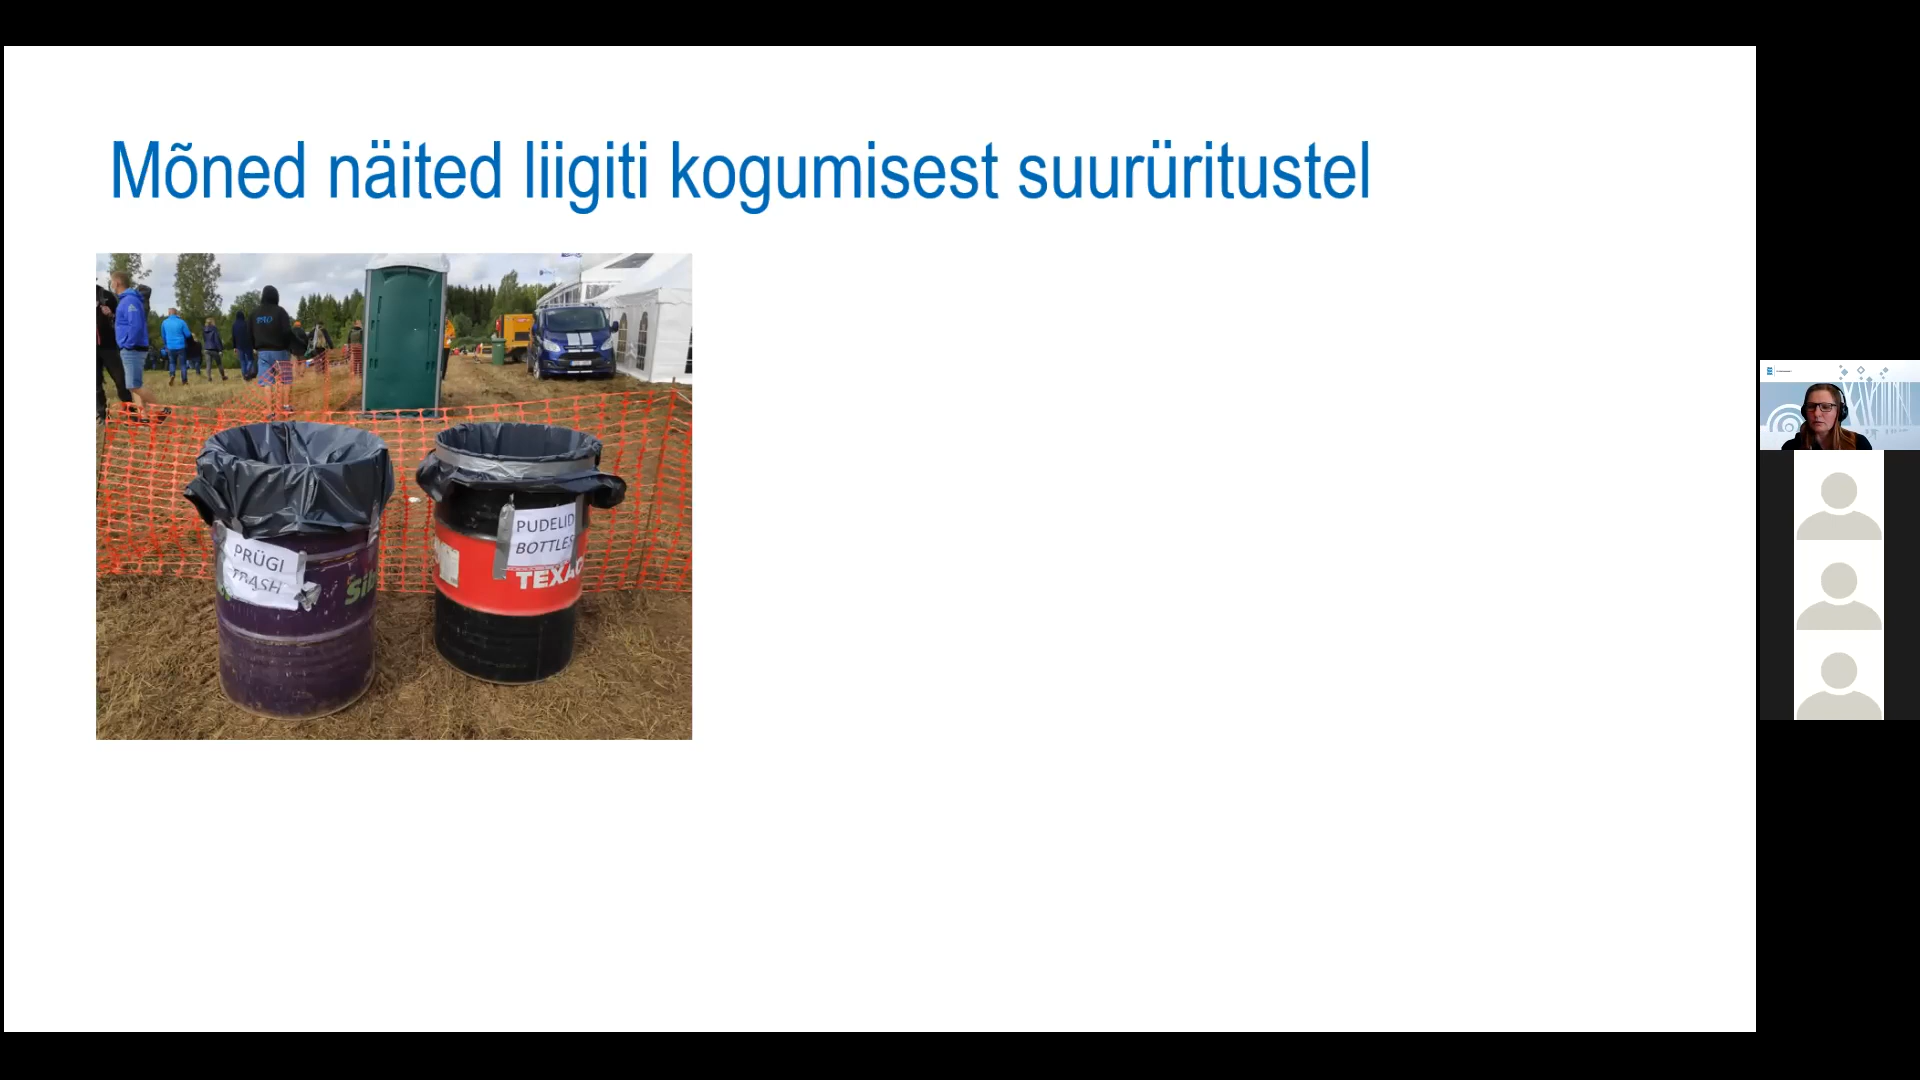 Mõned näited liigiti kogumisest suurüritustel
PRÜGI
TRASH
PUDELID
BOTTLES
TEXAC